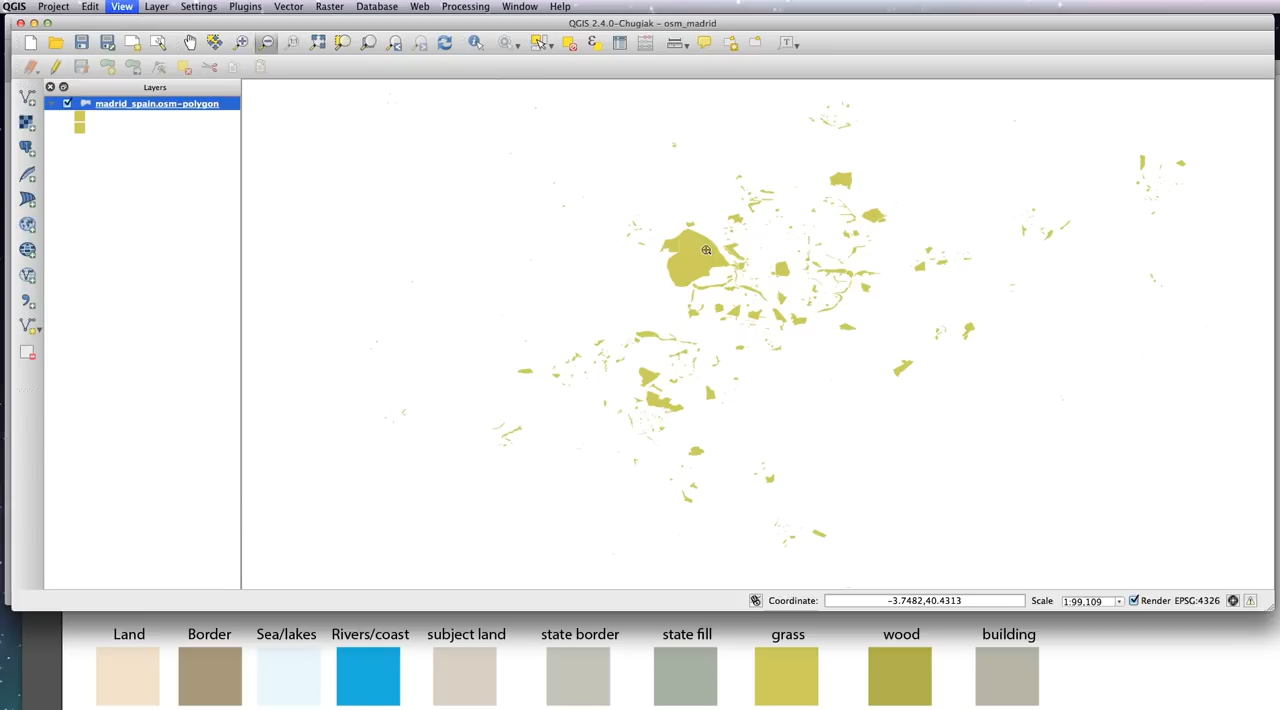 QGIS Project Edit View Layer Settings Plugins Vector Raster Database Web Processing Window Help
QGIS 2.4.0-Chugiak - osm_madrid
Layers
madrid_spain.osm-polygon
Coordinate: -3.7482,40.4313 Scale 1:99,109 Render EPSG:4326
Land Border Sea/lakes Rivers/coast subject land state border state fill grass wood building